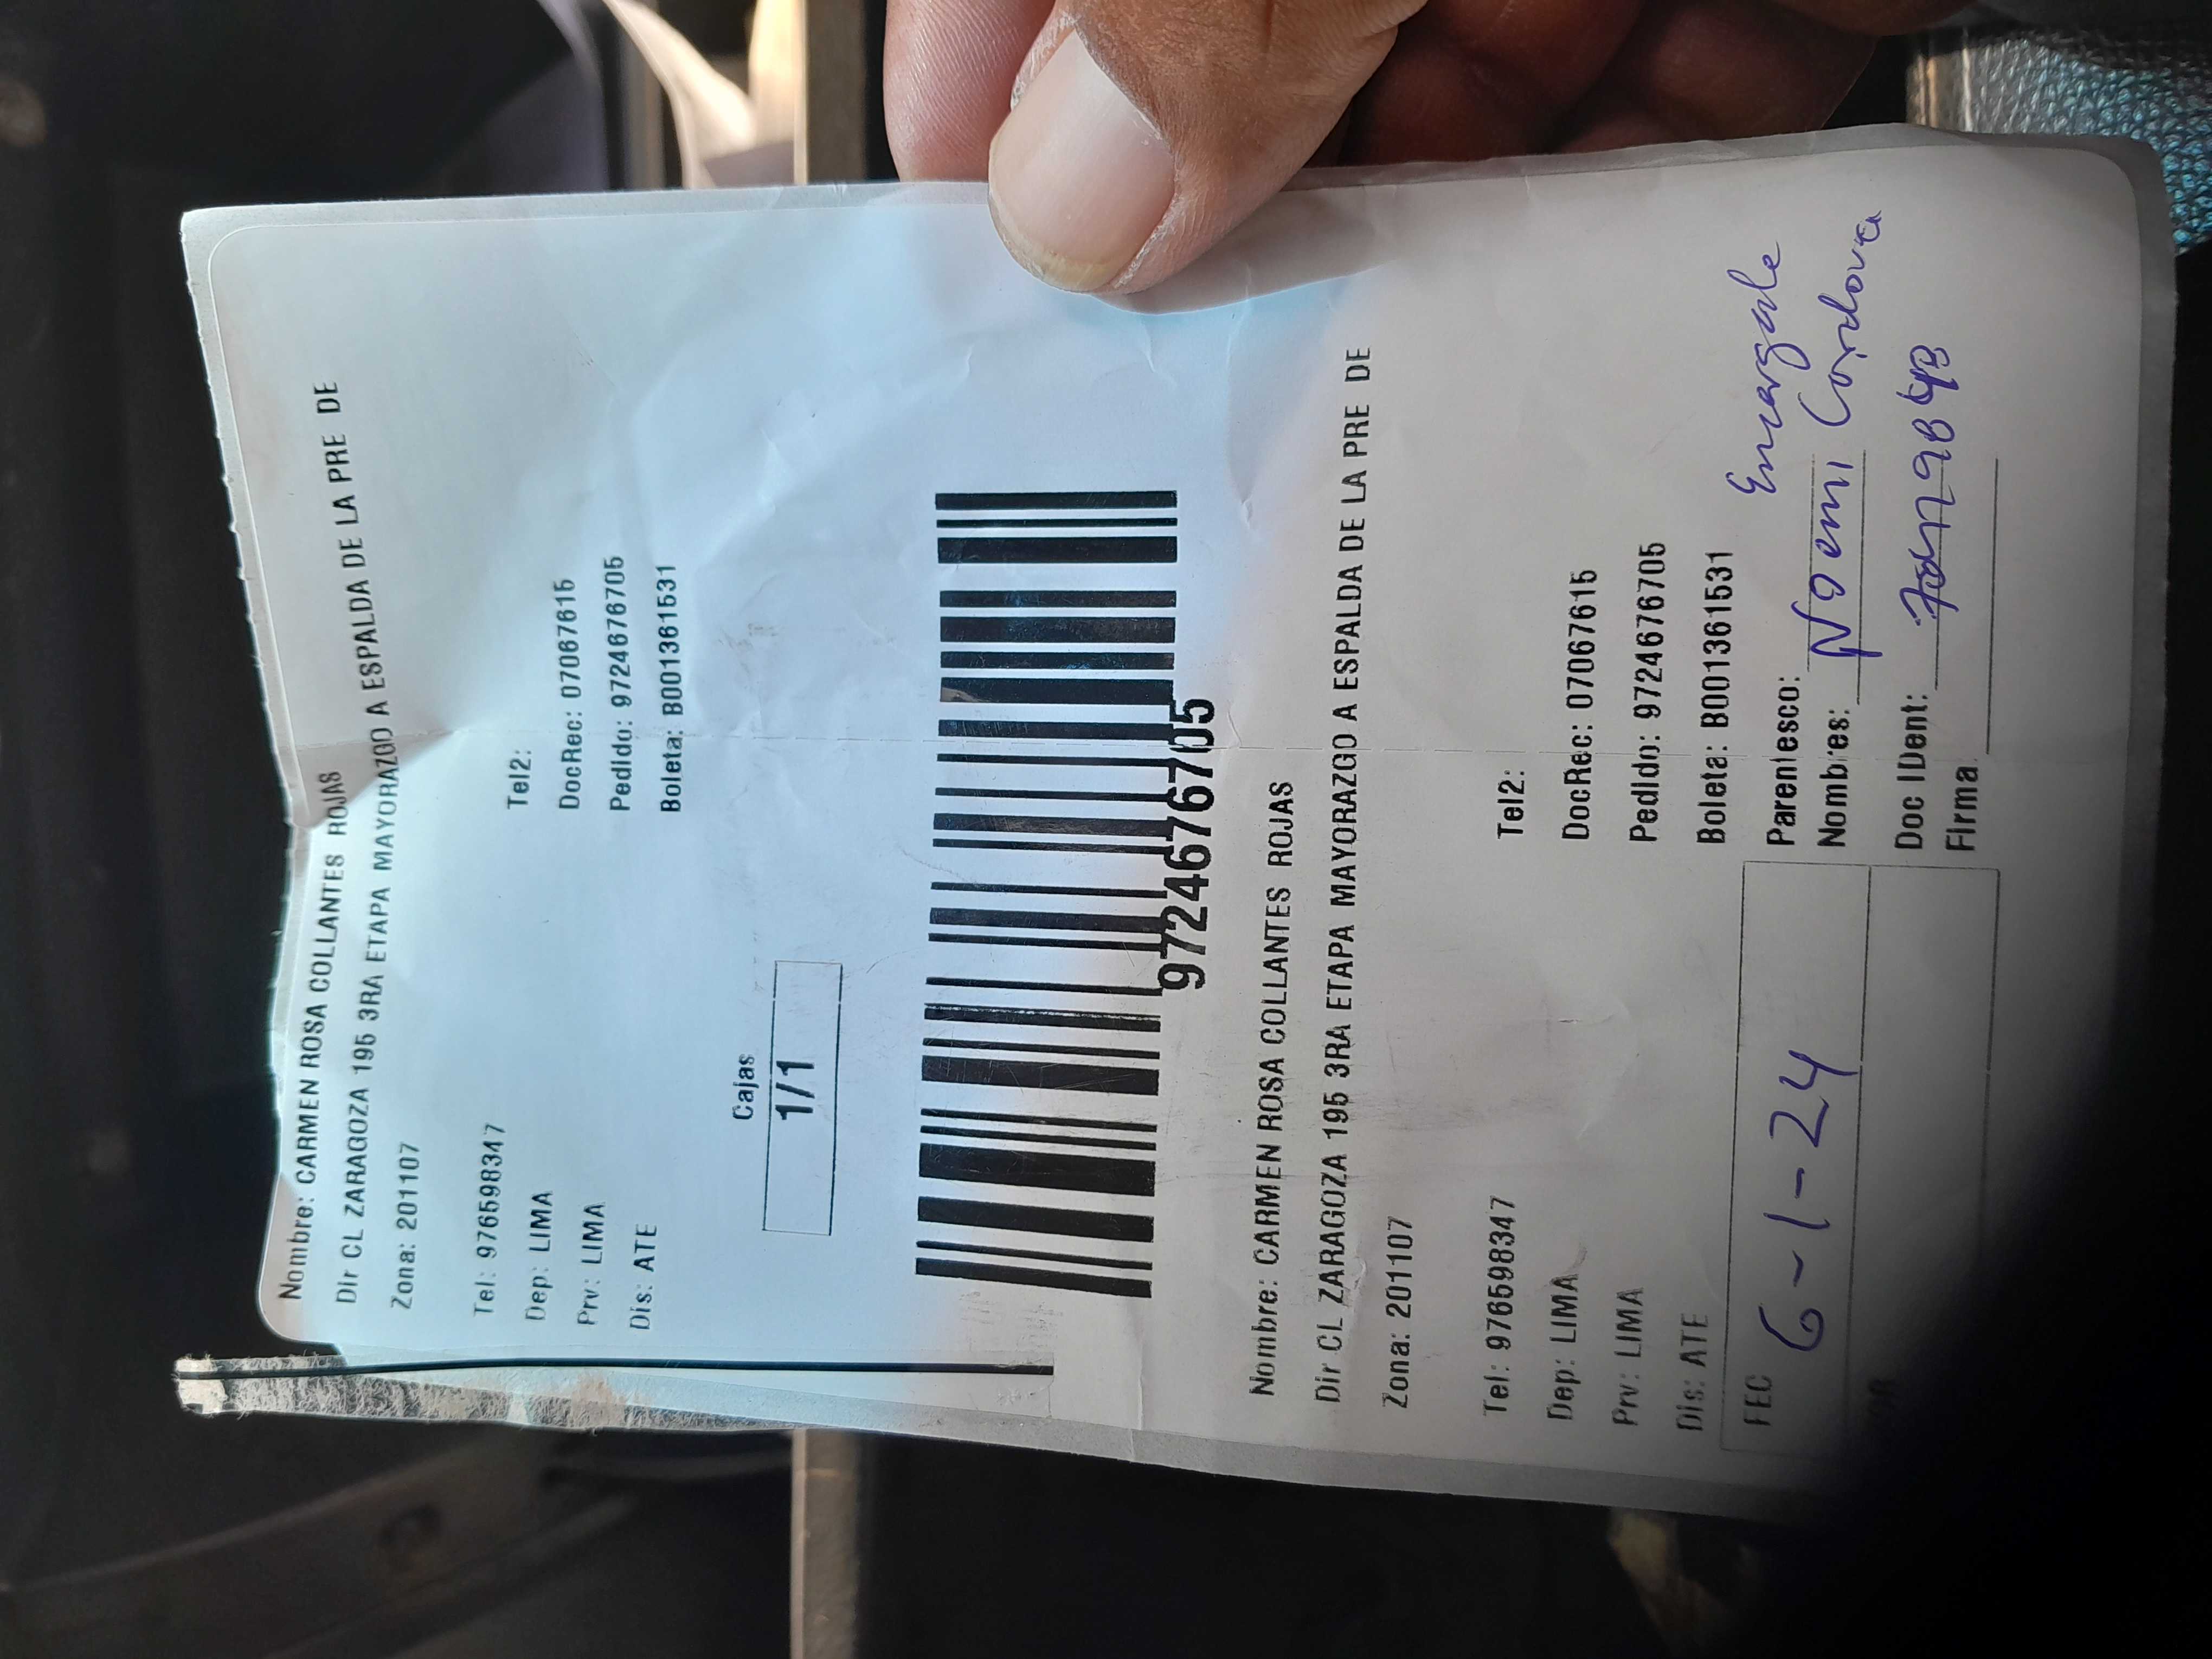 Nombre: CARMEN ROSA COLLANTES ROJAS
Dir CL ZARAGOZA 195 3RA ETAPA MAYORAZGO A ESPALDA DE LA PRE DE
Zona: 201107
Tel: 976598347 Tel2:
Dep: LIMA DocRec: 07067615
Prv: LIMA Pedido: 97246767​05
Dis: ATE Boleta: B001361531
Cajas
1/1
9724676705
Nombre: CARMEN ROSA COLLANTES ROJAS
Dir CL ZARAGOZA 195 3RA ETAPA MAYORAZGO A ESPALDA DE LA PRE DE
Zona: 201107
Tel: 976598347 Tel2:
Dep: LIMA DocRec: 07067615
Prv: LIMA Pedido: 9724676705
Dis: ATE Boleta: B001361531
FEC 6-1-24
Parentesco:
Nombres: Noemi Cordova
Doc IDent:
Firma